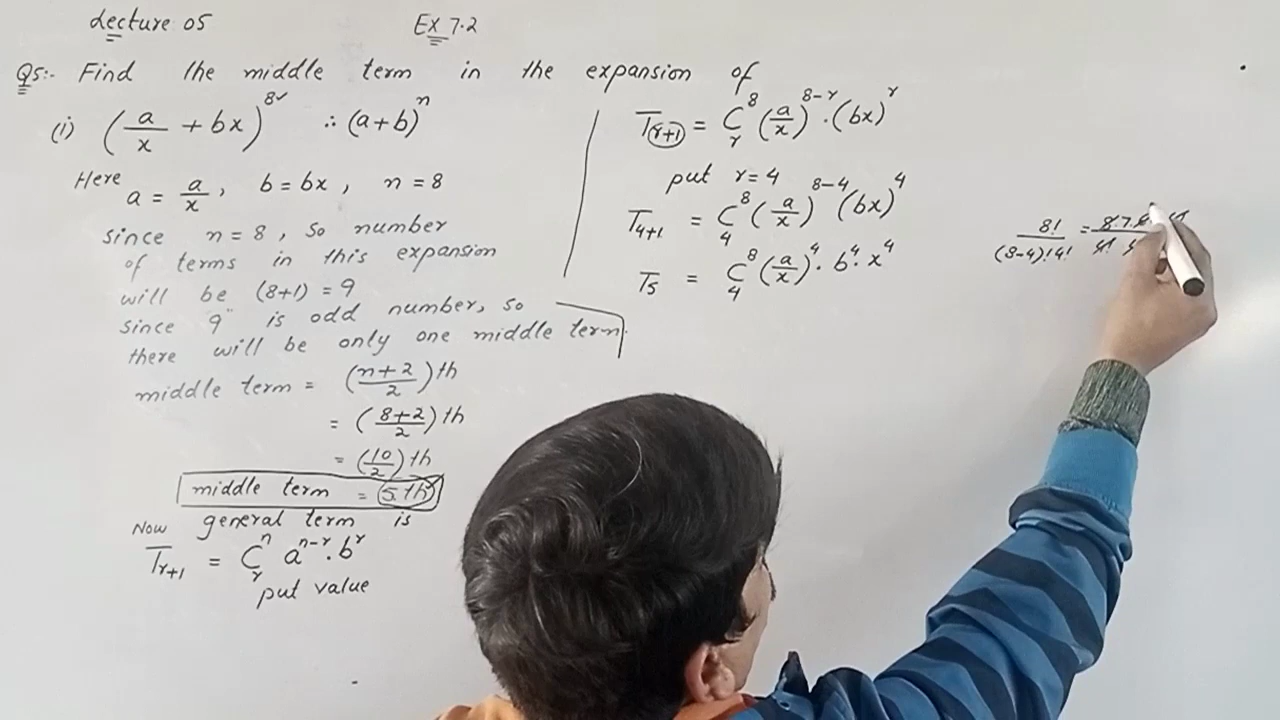 Lecture 05
Ex 7.2
Q5:- Find the middle term in the expansion of
(i) (a/x + bx)^8 ∴ (a+b)^n
Here a = a/x, b = bx, n = 8
since n = 8, so number
of terms in this expansion
will be (8+1) = 9
since 9" is odd number, so
there will be only one middle term.
middle term = ((n+2)/2)th
= ((8+2)/2)th
= (10/2)th
middle term = 5th
Now general term is
T_{r+1} = C^n_r a^{n-r} . b^r
put value
T_{(r+1)} = C^8_r (a/x)^{8-r} . (bx)^r
put r = 4
T_{4+1} = C^8_4 (a/x)^{8-4} (bx)^4
T_5 = C^8_4 (a/x)^4 . b^4 . x^4
8!/((8-4)! 4!) = 8.7.